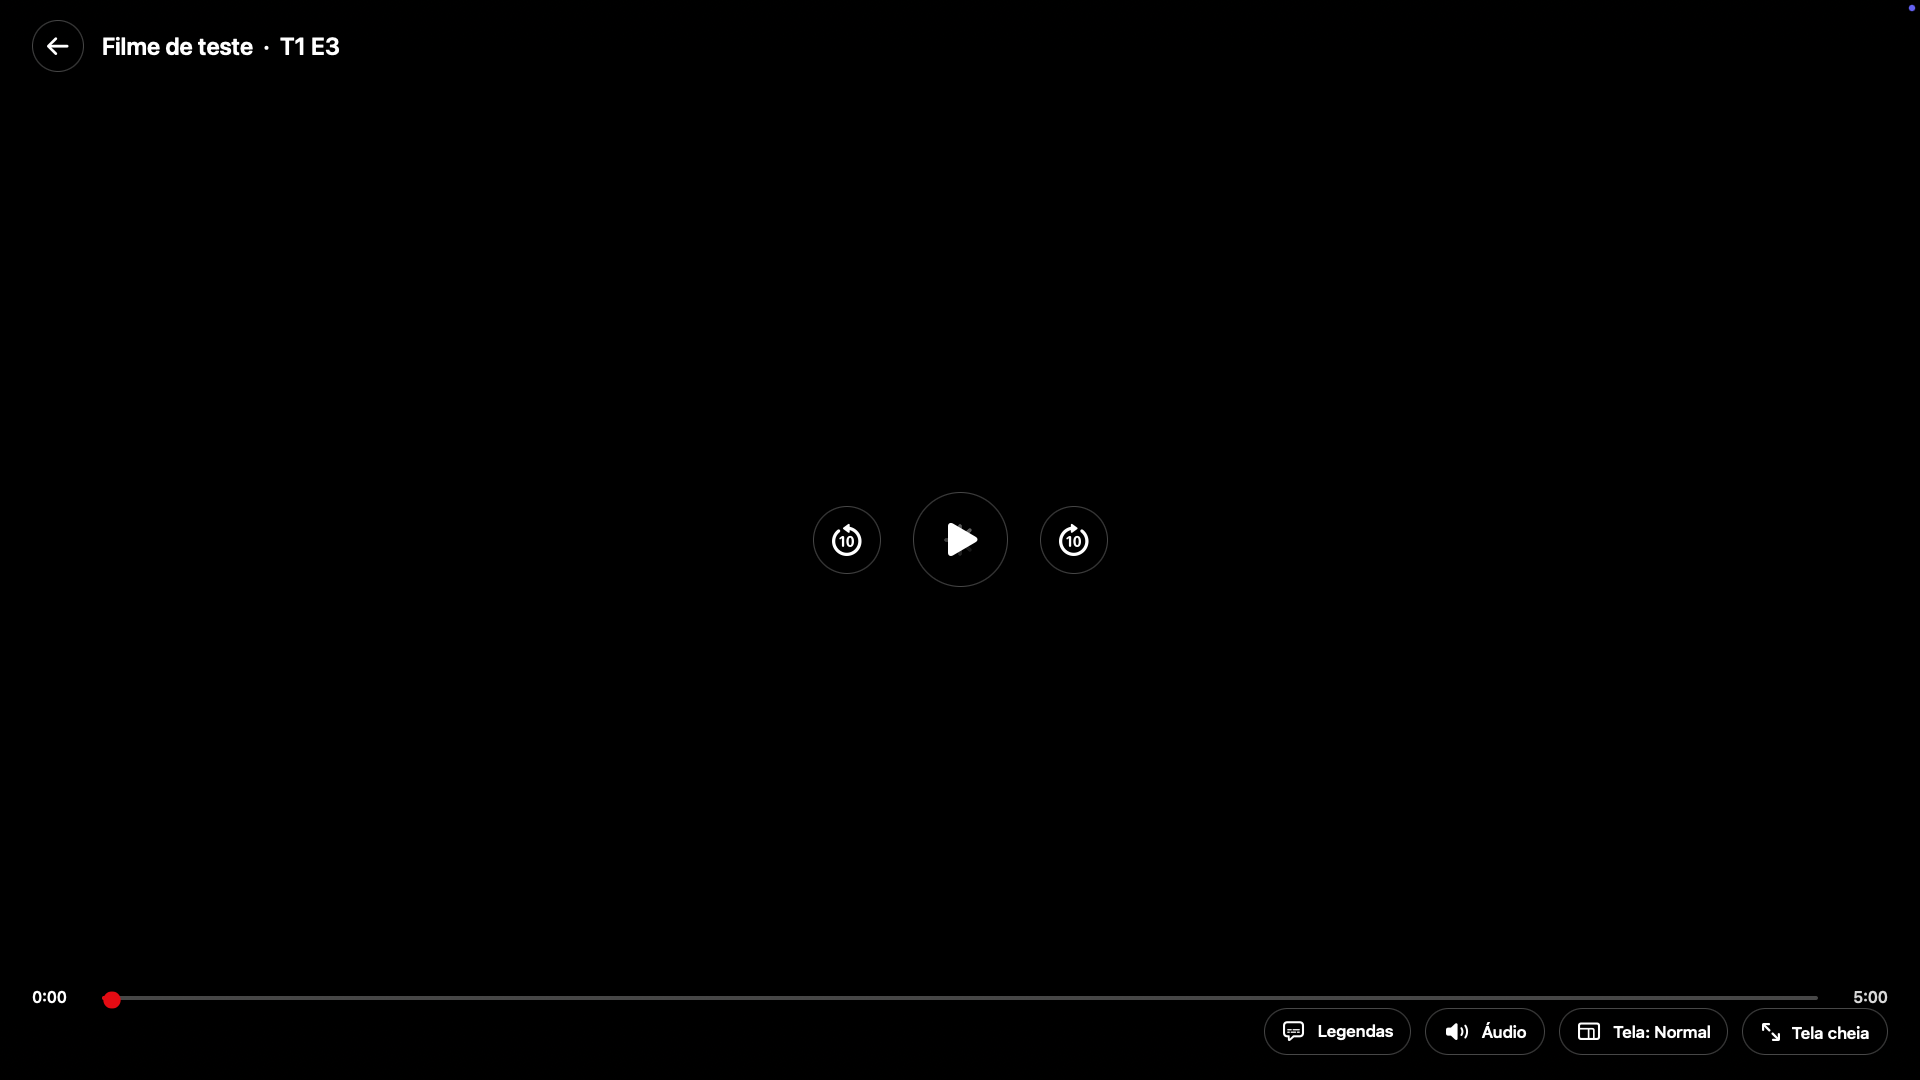 Filme de teste · T1 E3
10
10
0:00
5:00
Legendas
Áudio
Tela: Normal
Tela cheia